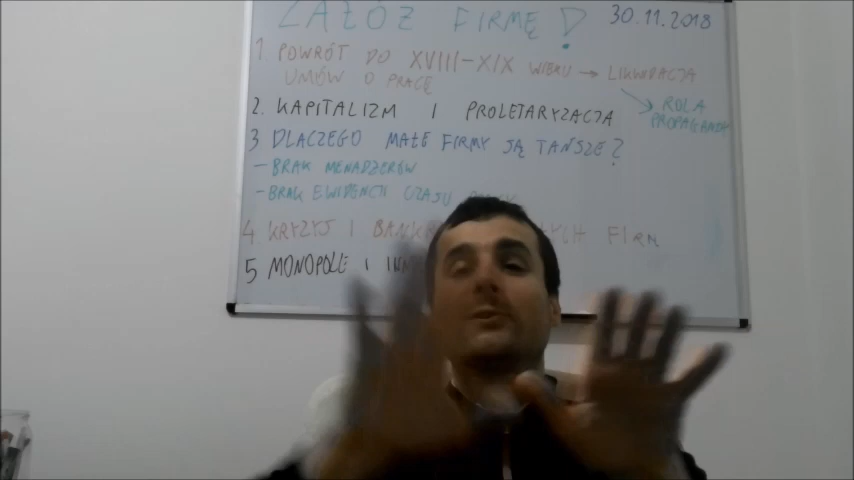 ZAŁÓŻ FIRMĘ! 30.11.2018
1. POWRÓT DO XVIII-XIX WIEKU → LIKWIDACJA
UMÓW O PRACĘ
→ ROLA
PROPAGANDY
2. KAPITALIZM I PROLETARYZACJA
3 DLACZEGO MAŁE FIRMY SĄ TAŃSZE?
- BRAK MENADŻERÓW
- BRAK EWIDENCJI CZASU
4. KRYZYS I FIRM
5 MONOPOLE I